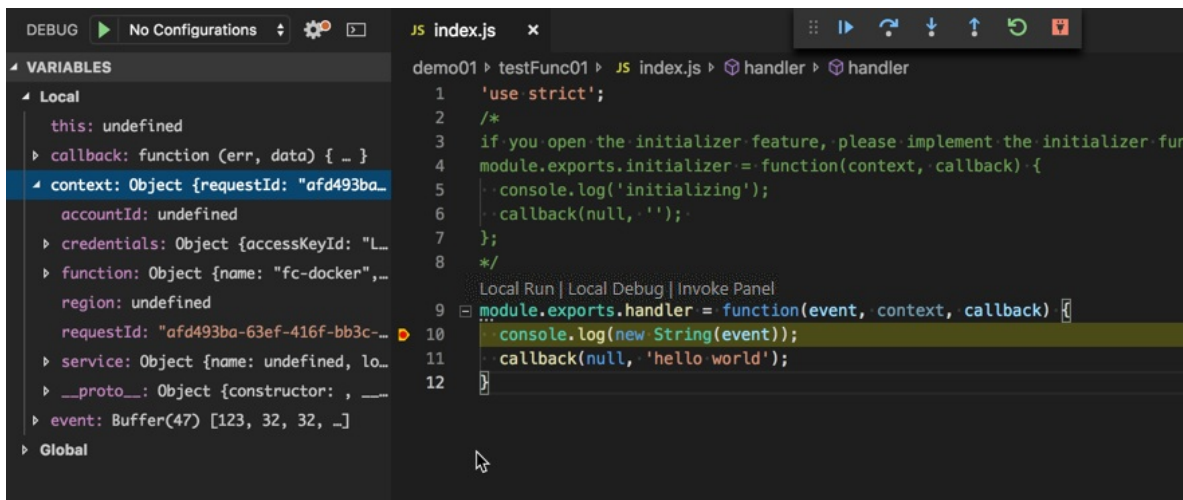 DEBUG No Configurations
VARIABLES
Local
this: undefined
callback: function (err, data) { … }
context: Object {requestId: "afd493ba…
accountId: undefined
credentials: Object {accessKeyId: "L…
function: Object {name: "fc-docker",…
region: undefined
requestId: "afd493ba-63ef-416f-bb3c-…
service: Object {name: undefined, lo…
__proto__: Object {constructor: , __…
event: Buffer(47) [123, 32, 32, …]
Global
JS index.js ×
demo01 ▸ testFunc01 ▸ JS index.js ▸ handler ▸ handler
1 'use strict';
2 /*
3 if you open the initializer feature, please implement the initializer fun
4 module.exports.initializer = function(context, callback) {
5 console.log('initializing');
6 callback(null, '');
7 };
8 */
Local Run | Local Debug | Invoke Panel
9 module.exports.handler = function(event, context, callback) {
10 console.log(new String(event));
11 callback(null, 'hello world');
12 }